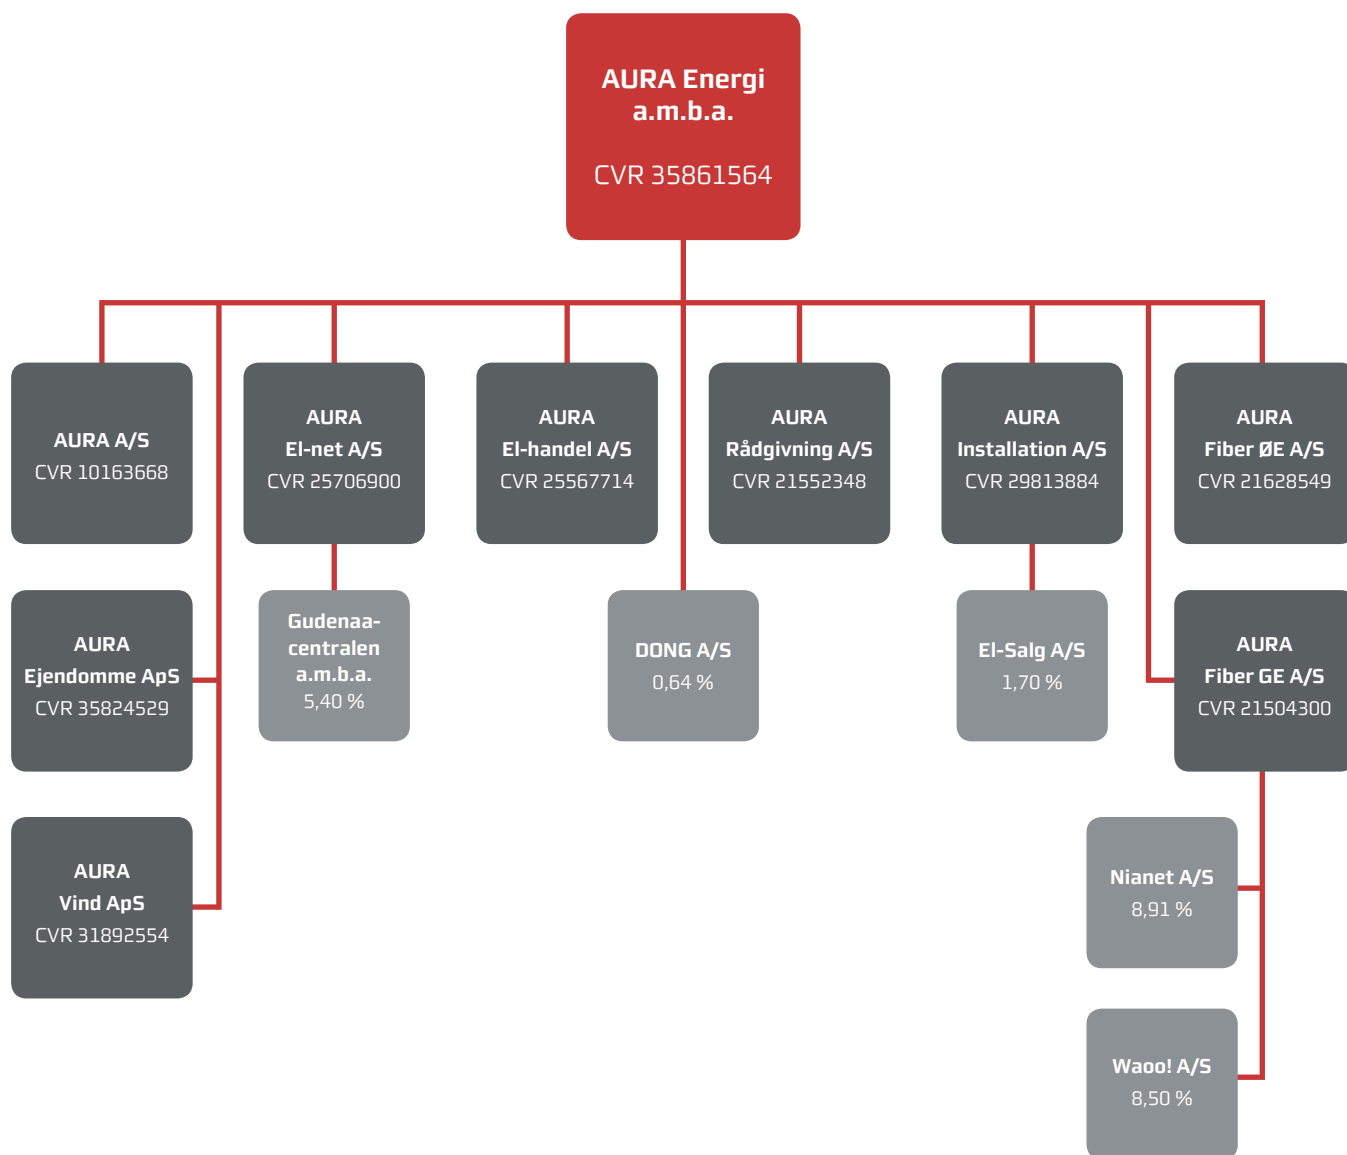 AURA Energi
a.m.b.a.
CVR 35861564
AURA A/S
CVR 10163668
AURA
El-net A/S
CVR 25706900
AURA
El-handel A/S
CVR 25567714
AURA
Rådgivning A/S
CVR 21552348
AURA
Installation A/S
CVR 29813884
AURA
Fiber ØE A/S
CVR 21628549
AURA
Ejendomme ApS
CVR 35824529
Gudenaa-
centralen
a.m.b.a.
5,40 %
DONG A/S
0,64 %
El-Salg A/S
1,70 %
AURA
Fiber GE A/S
CVR 21504300
AURA
Vind ApS
CVR 31892554
Nianet A/S
8,91 %
Waoo! A/S
8,50 %